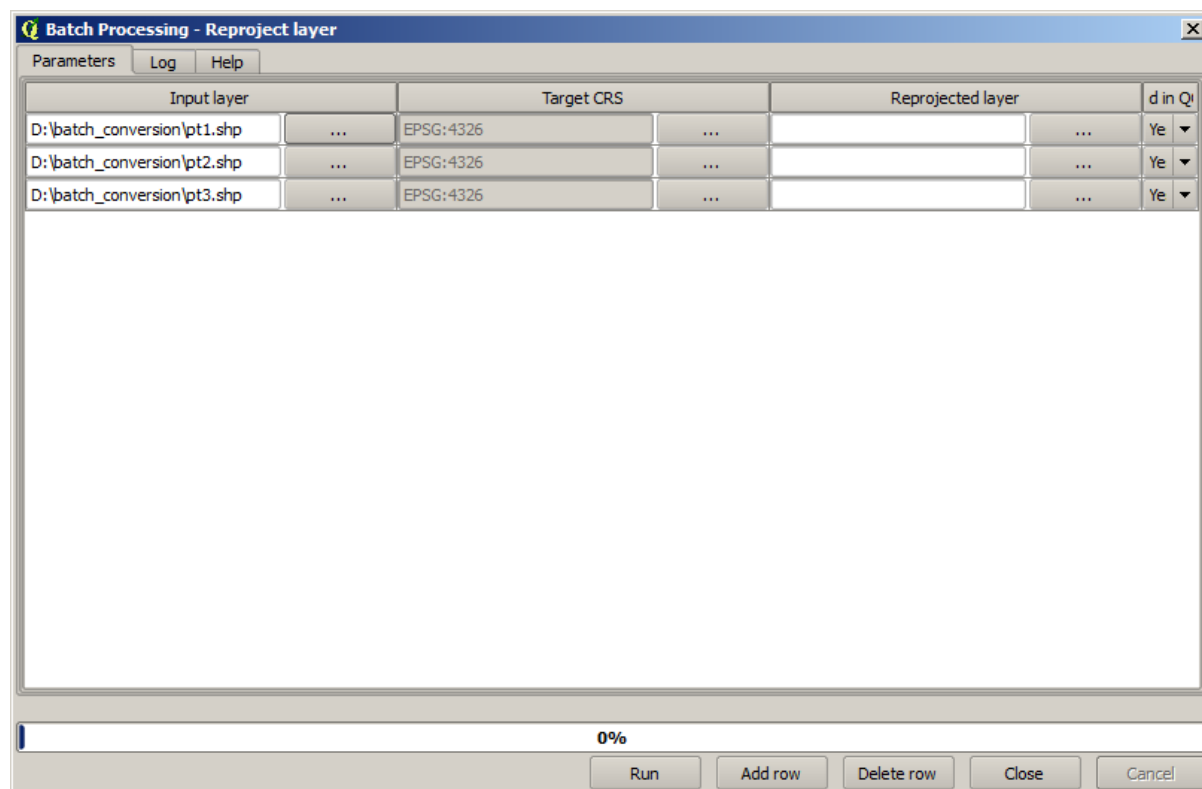 Batch Processing - Reproject layer
Parameters Log Help
Input layer Target CRS Reprojected layer d in Q
D:\batch_conversion\pt1.shp ... EPSG:4326 ... ... Ye
D:\batch_conversion\pt2.shp ... EPSG:4326 ... ... Ye
D:\batch_conversion\pt3.shp ... EPSG:4326 ... ... Ye
0%
Run Add row Delete row Close Cancel